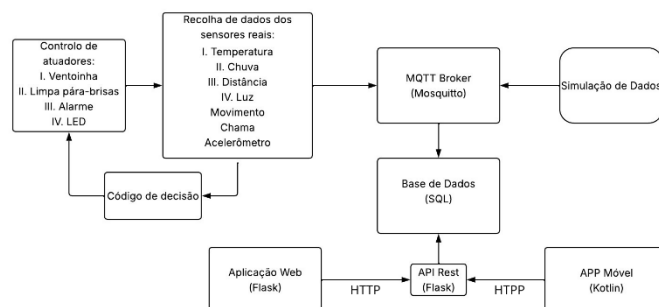 Controlo de
atuadores:
I. Ventoinha
II. Limpa pára-brisas
III. Alarme
IV. LED
Recolha de dados dos
sensores reais:
I. Temperatura
II. Chuva
III. Distância
IV. Luz
Movimento
Chama
Acelerômetro
MQTT Broker
(Mosquitto)
Simulação de Dados
Código de decisão
Base de Dados
(SQL)
Aplicação Web
(Flask)
HTTP
API Rest
(Flask)
HTPP
APP Móvel
(Kotlin)